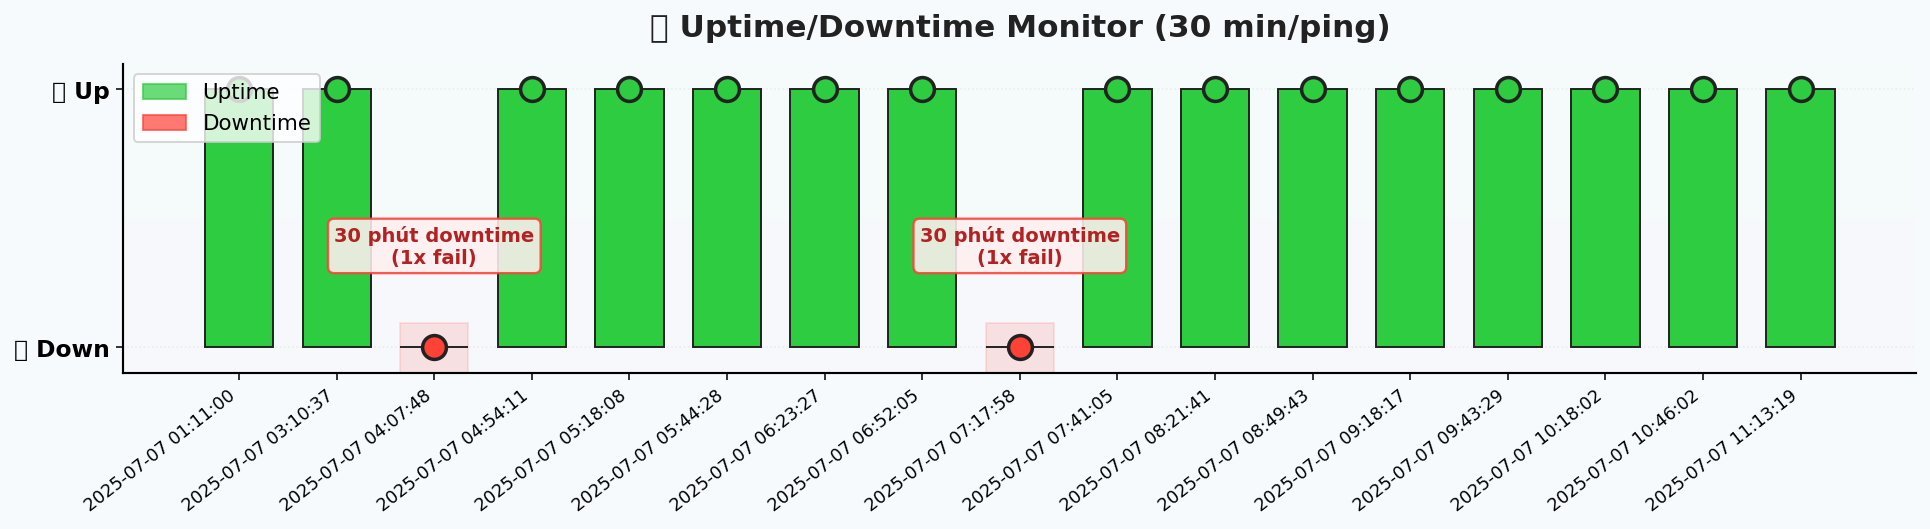 Uptime/Downtime Monitor (30 min/ping)
Up
Uptime
Downtime
30 phút downtime
(1x fail)
30 phút downtime
(1x fail)
Down
2025-07-07 01:11:00
2025-07-07 03:10:37
2025-07-07 04:07:48
2025-07-07 04:54:11
2025-07-07 05:18:08
2025-07-07 05:44:28
2025-07-07 06:23:27
2025-07-07 06:52:05
2025-07-07 07:17:58
2025-07-07 07:41:05
2025-07-07 08:21:41
2025-07-07 08:49:43
2025-07-07 09:18:17
2025-07-07 09:43:29
2025-07-07 10:18:02
2025-07-07 10:46:02
2025-07-07 11:13:19